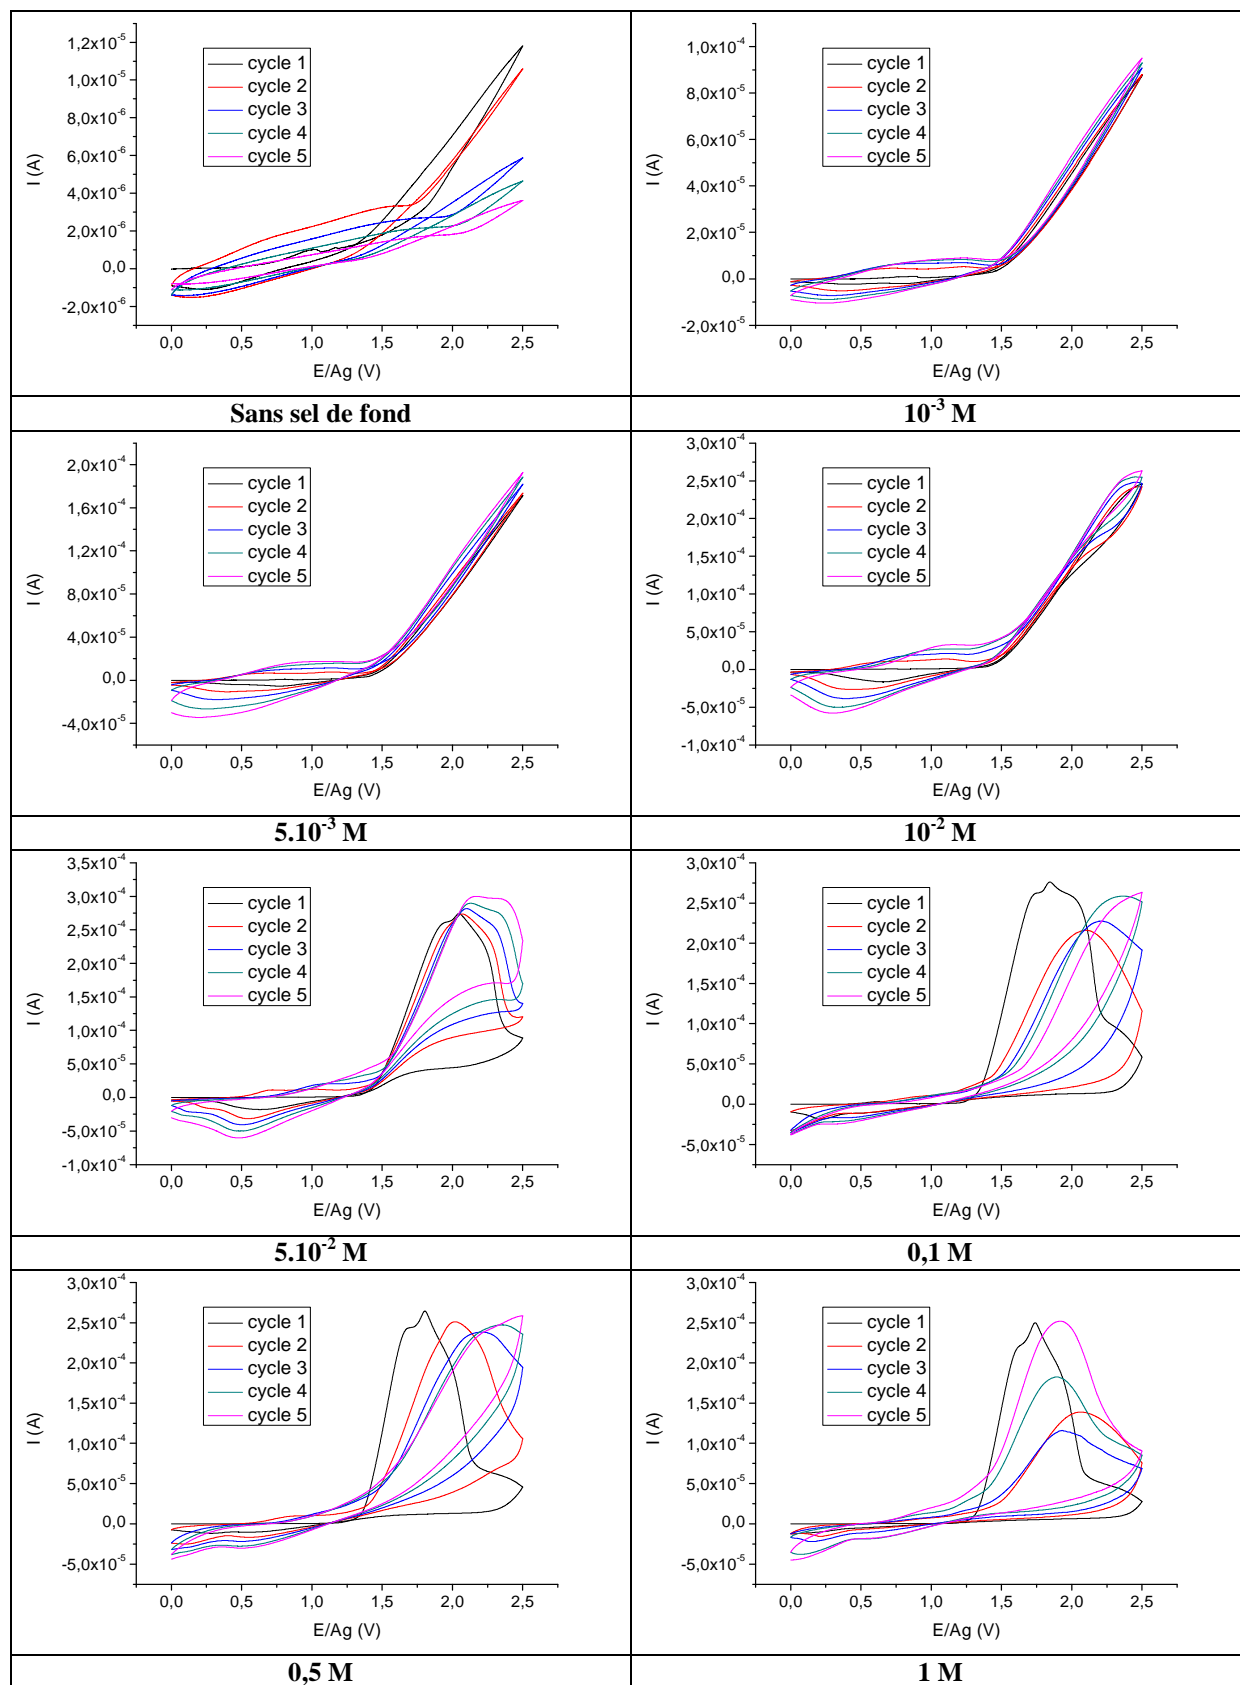 1,2x10⁻⁵
1,0x10⁻⁵
8,0x10⁻⁶
6,0x10⁻⁶
4,0x10⁻⁶
2,0x10⁻⁶
0,0
-2,0x10⁻⁶
I (A)
cycle 1
cycle 2
cycle 3
cycle 4
cycle 5
0,0 0,5 1,0 1,5 2,0 2,5
E/Ag (V)
Sans sel de fond
1,0x10⁻⁴
8,0x10⁻⁵
6,0x10⁻⁵
4,0x10⁻⁵
2,0x10⁻⁵
0,0
-2,0x10⁻⁵
I (A)
cycle 1
cycle 2
cycle 3
cycle 4
cycle 5
0,0 0,5 1,0 1,5 2,0 2,5
E/Ag (V)
10⁻³ M
2,0x10⁻⁴
1,6x10⁻⁴
1,2x10⁻⁴
8,0x10⁻⁵
4,0x10⁻⁵
0,0
-4,0x10⁻⁵
I (A)
cycle 1
cycle 2
cycle 3
cycle 4
cycle 5
0,0 0,5 1,0 1,5 2,0 2,5
E/Ag (V)
5.10⁻³ M
3,0x10⁻⁴
2,5x10⁻⁴
2,0x10⁻⁴
1,5x10⁻⁴
1,0x10⁻⁴
5,0x10⁻⁵
0,0
-5,0x10⁻⁵
-1,0x10⁻⁴
I (A)
cycle 1
cycle 2
cycle 3
cycle 4
cycle 5
0,0 0,5 1,0 1,5 2,0 2,5
E/Ag (V)
10⁻² M
3,5x10⁻⁴
3,0x10⁻⁴
2,5x10⁻⁴
2,0x10⁻⁴
1,5x10⁻⁴
1,0x10⁻⁴
5,0x10⁻⁵
0,0
-5,0x10⁻⁵
-1,0x10⁻⁴
I (A)
cycle 1
cycle 2
cycle 3
cycle 4
cycle 5
0,0 0,5 1,0 1,5 2,0 2,5
E/Ag (V)
5.10⁻² M
3,0x10⁻⁴
2,5x10⁻⁴
2,0x10⁻⁴
1,5x10⁻⁴
1,0x10⁻⁴
5,0x10⁻⁵
0,0
-5,0x10⁻⁵
I (A)
cycle 1
cycle 2
cycle 3
cycle 4
cycle 5
0,0 0,5 1,0 1,5 2,0 2,5
E/Ag (V)
0,1 M
3,0x10⁻⁴
2,5x10⁻⁴
2,0x10⁻⁴
1,5x10⁻⁴
1,0x10⁻⁴
5,0x10⁻⁵
0,0
-5,0x10⁻⁵
I (A)
cycle 1
cycle 2
cycle 3
cycle 4
cycle 5
0,0 0,5 1,0 1,5 2,0 2,5
E/Ag (V)
0,5 M
3,0x10⁻⁴
2,5x10⁻⁴
2,0x10⁻⁴
1,5x10⁻⁴
1,0x10⁻⁴
5,0x10⁻⁵
0,0
-5,0x10⁻⁵
I (A)
cycle 1
cycle 2
cycle 3
cycle 4
cycle 5
0,0 0,5 1,0 1,5 2,0 2,5
E/Ag (V)
1 M